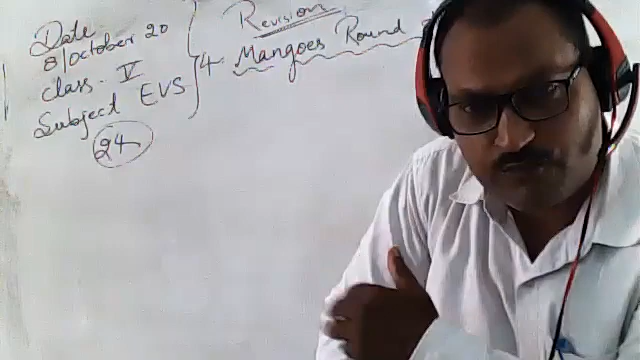 Date
8/October 20
Class - V
Subject EVS
24
Revision
4. Mangoes Round